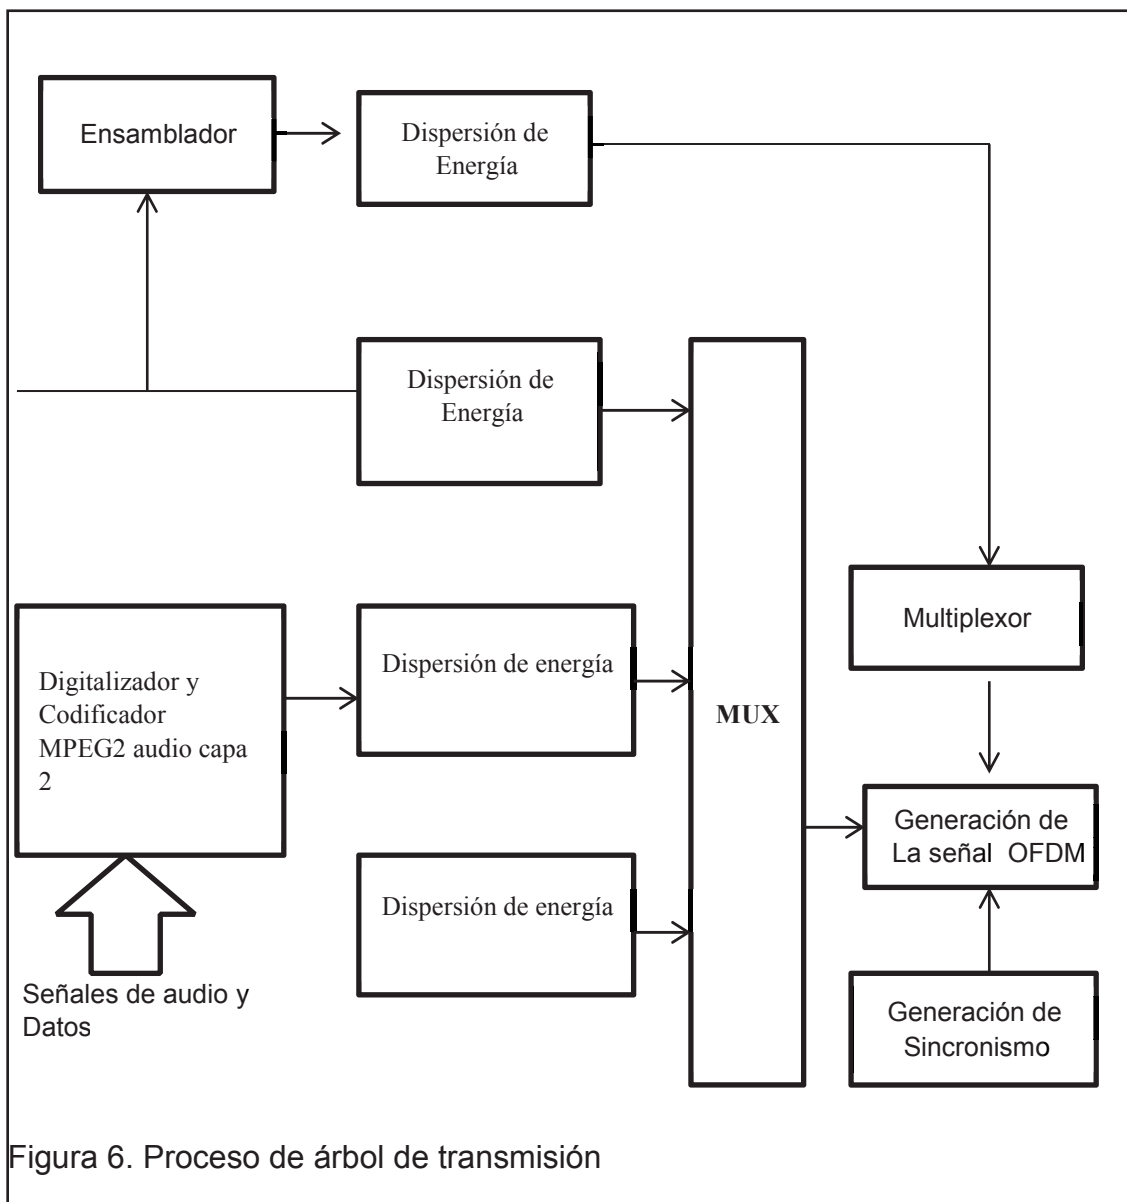 Ensamblador
Dispersión de
Energía
Dispersión de
Energía
Multiplexor
Digitalizador y
Codificador
MPEG2 audio capa
2
Dispersión de energía
MUX
Generación de
La señal OFDM
Dispersión de energía
Señales de audio y
Datos
Generación de
Sincronismo
Figura 6. Proceso de árbol de transmisión